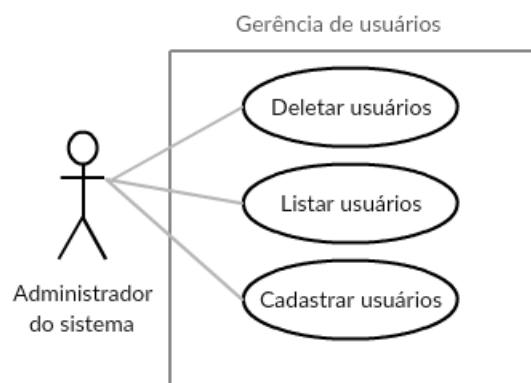 Gerência de usuários
Deletar usuários
Listar usuários
Cadastrar usuários
Administrador
do sistema